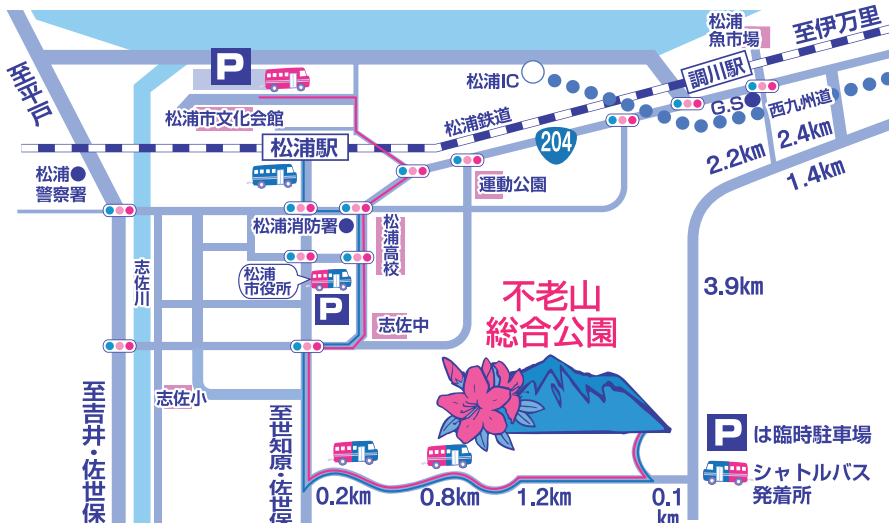 至平戸
P
松浦市文化会館
松浦IC
松浦
魚市場
至伊万里
調川駅
G.S
西九州道
松浦鉄道
204
松浦駅
2.2km
2.4km
1.4km
松浦
警察署
運動公園
松浦消防署
松浦高校
志佐川
松浦
市役所
P
志佐中
3.9km
不老山
総合公園
志佐小
至吉井・佐世保
至世知原・佐世保
0.2km
0.8km
1.2km
0.1
km
P は臨時駐車場
シャトルバス
発着所